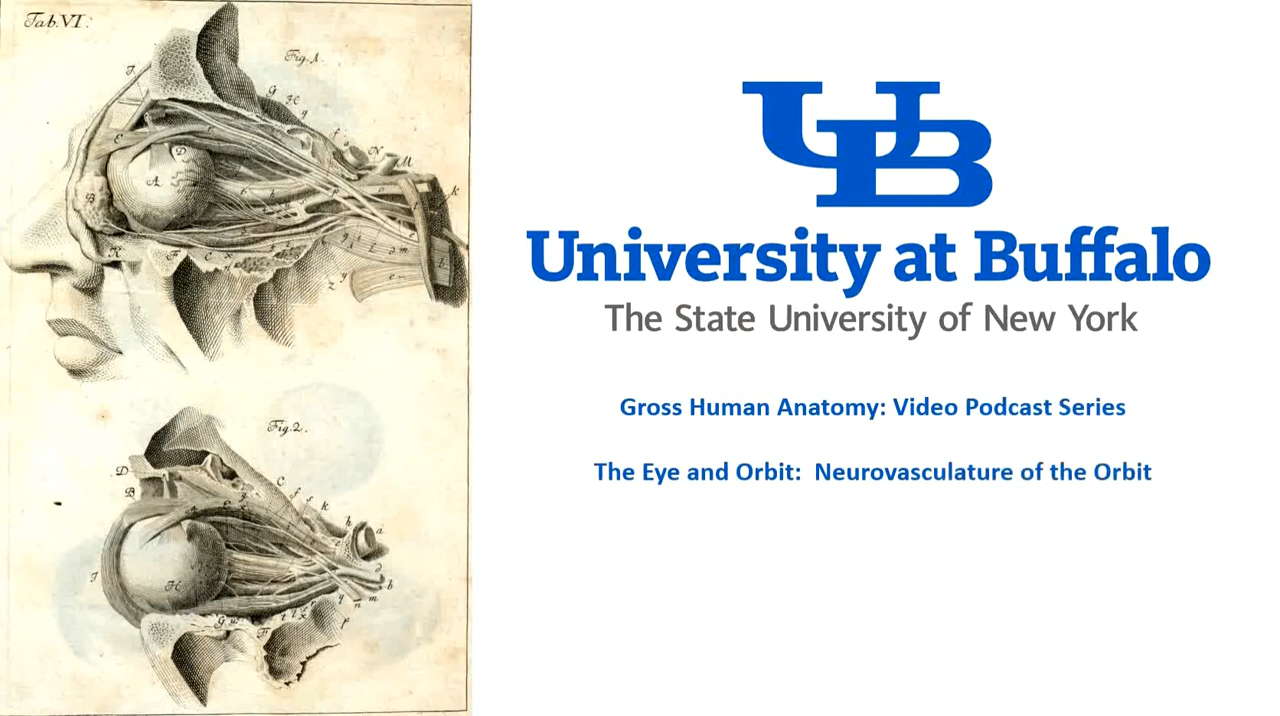 Tab. VI.
Fig. 1.
Fig. 2.
UB
University at Buffalo
The State University of New York
Gross Human Anatomy: Video Podcast Series
The Eye and Orbit: Neurovasculature of the Orbit